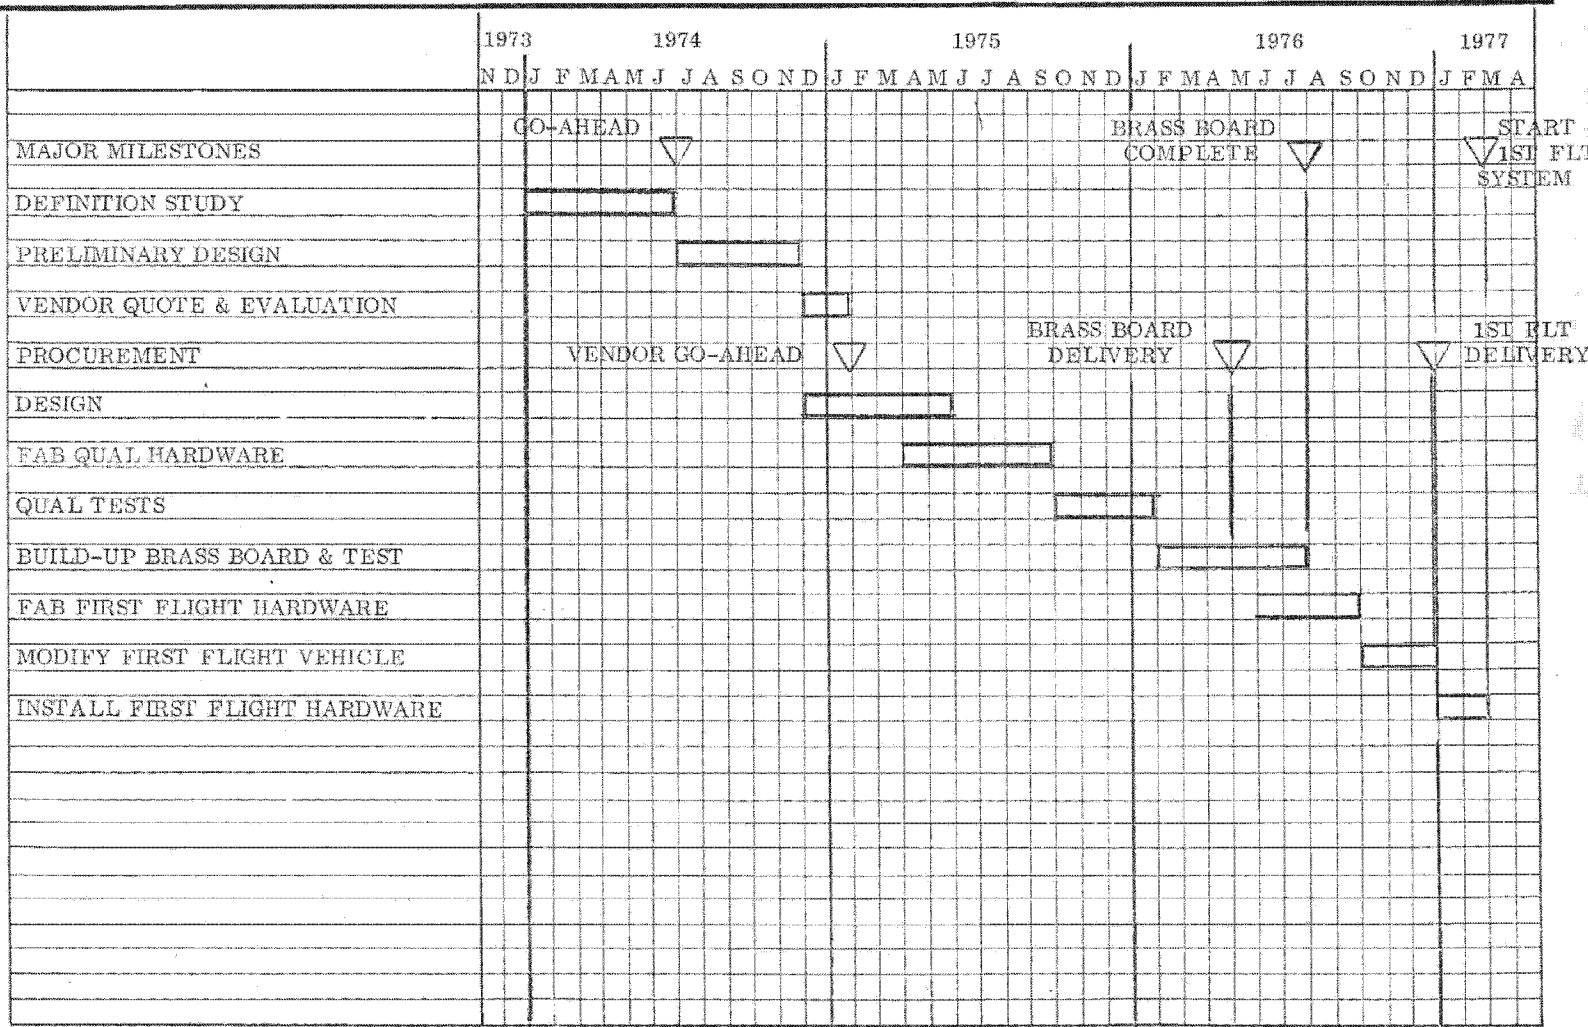 1973 1974 1975 1976 1977
N D J F M A M J J A S O N D J F M A M J J A S O N D J F M A M J J A S O N D J F M A
GO-AHEAD BRASS BOARD START
MAJOR MILESTONES COMPLETE 1ST FLT
SYSTEM
DEFINITION STUDY
PRELIMINARY DESIGN
VENDOR QUOTE & EVALUATION
BRASS BOARD 1ST FLT
PROCUREMENT VENDOR GO-AHEAD DELIVERY DELIVERY
DESIGN
FAB QUAL HARDWARE
QUAL TESTS
BUILD-UP BRASS BOARD & TEST
FAB FIRST FLIGHT HARDWARE
MODIFY FIRST FLIGHT VEHICLE
INSTALL FIRST FLIGHT HARDWARE